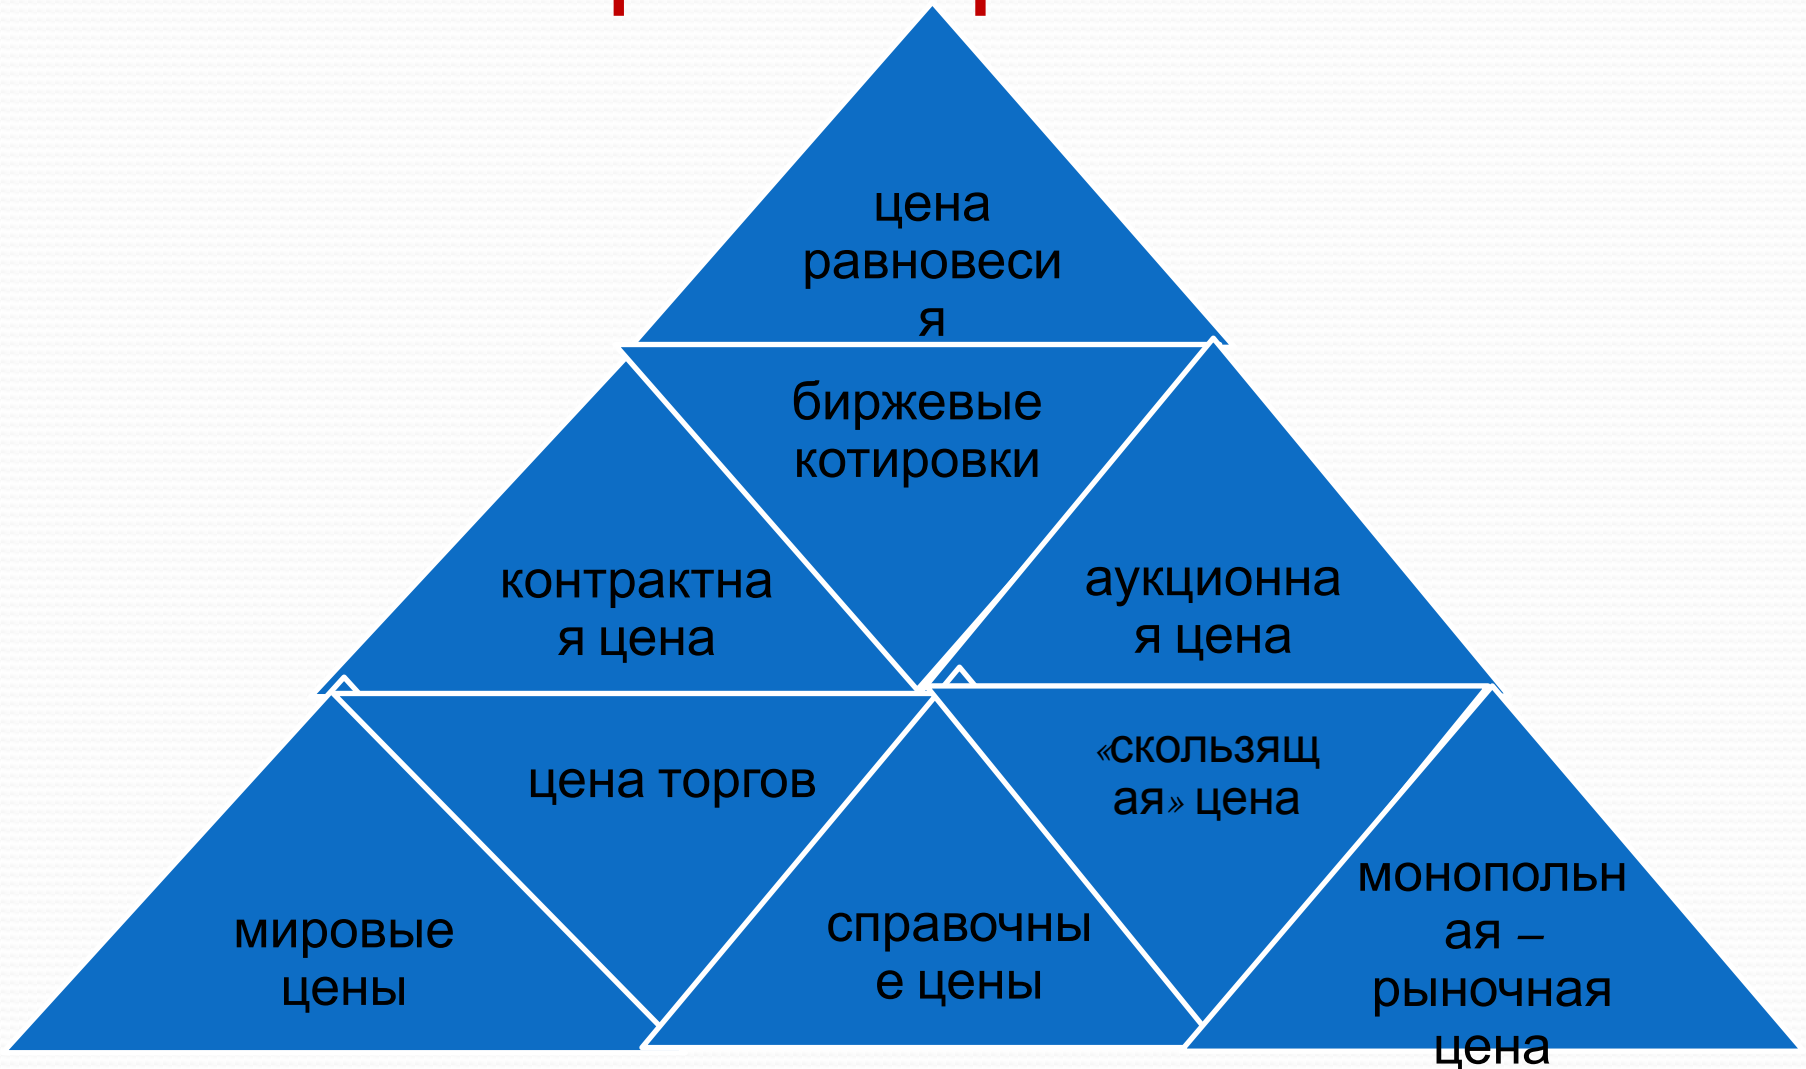 цена
равновеси
я
биржевые
котировки
контрактна
я цена
аукционна
я цена
цена торгов
«скользящ
ая» цена
мировые
цены
справочны
е цены
монопольн
ая –
рыночная
цена